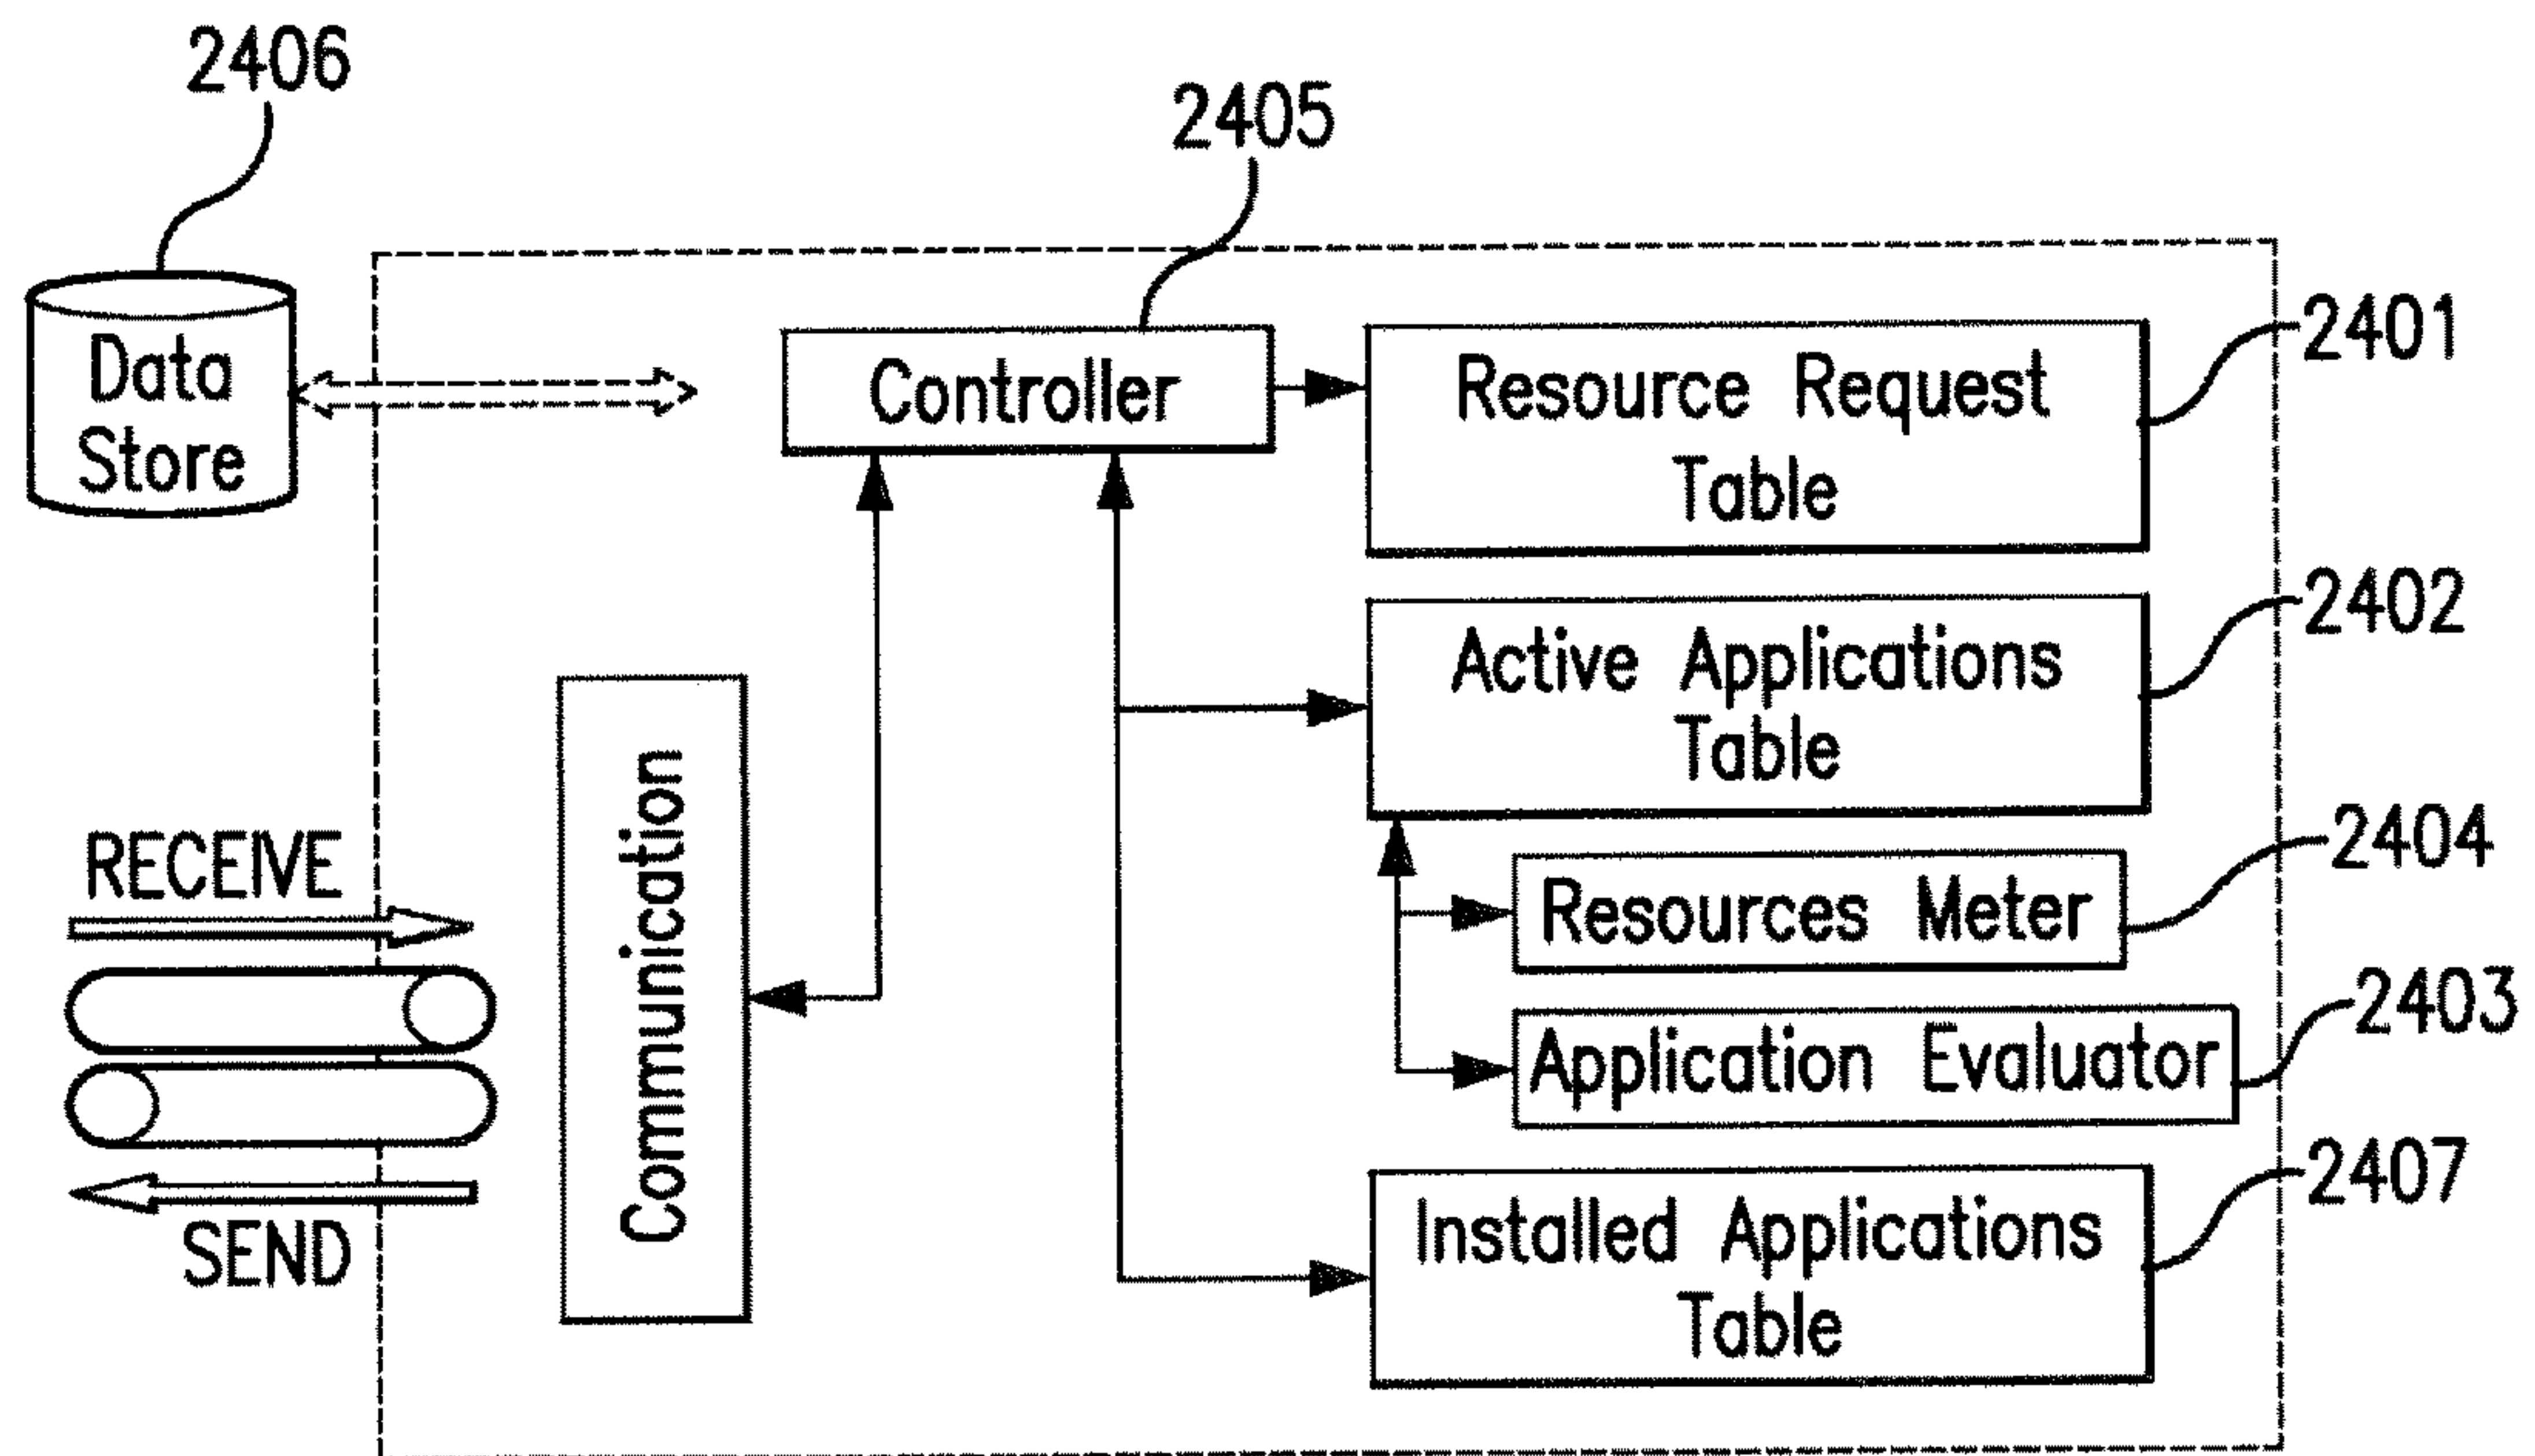 2406
2405
Data
Store
Controller
Resource Request
Table
2401
Active Applications
Table
2402
Communication
RECEIVE
SEND
Resources Meter
2404
Application Evaluator
2403
Installed Applications
Table
2407